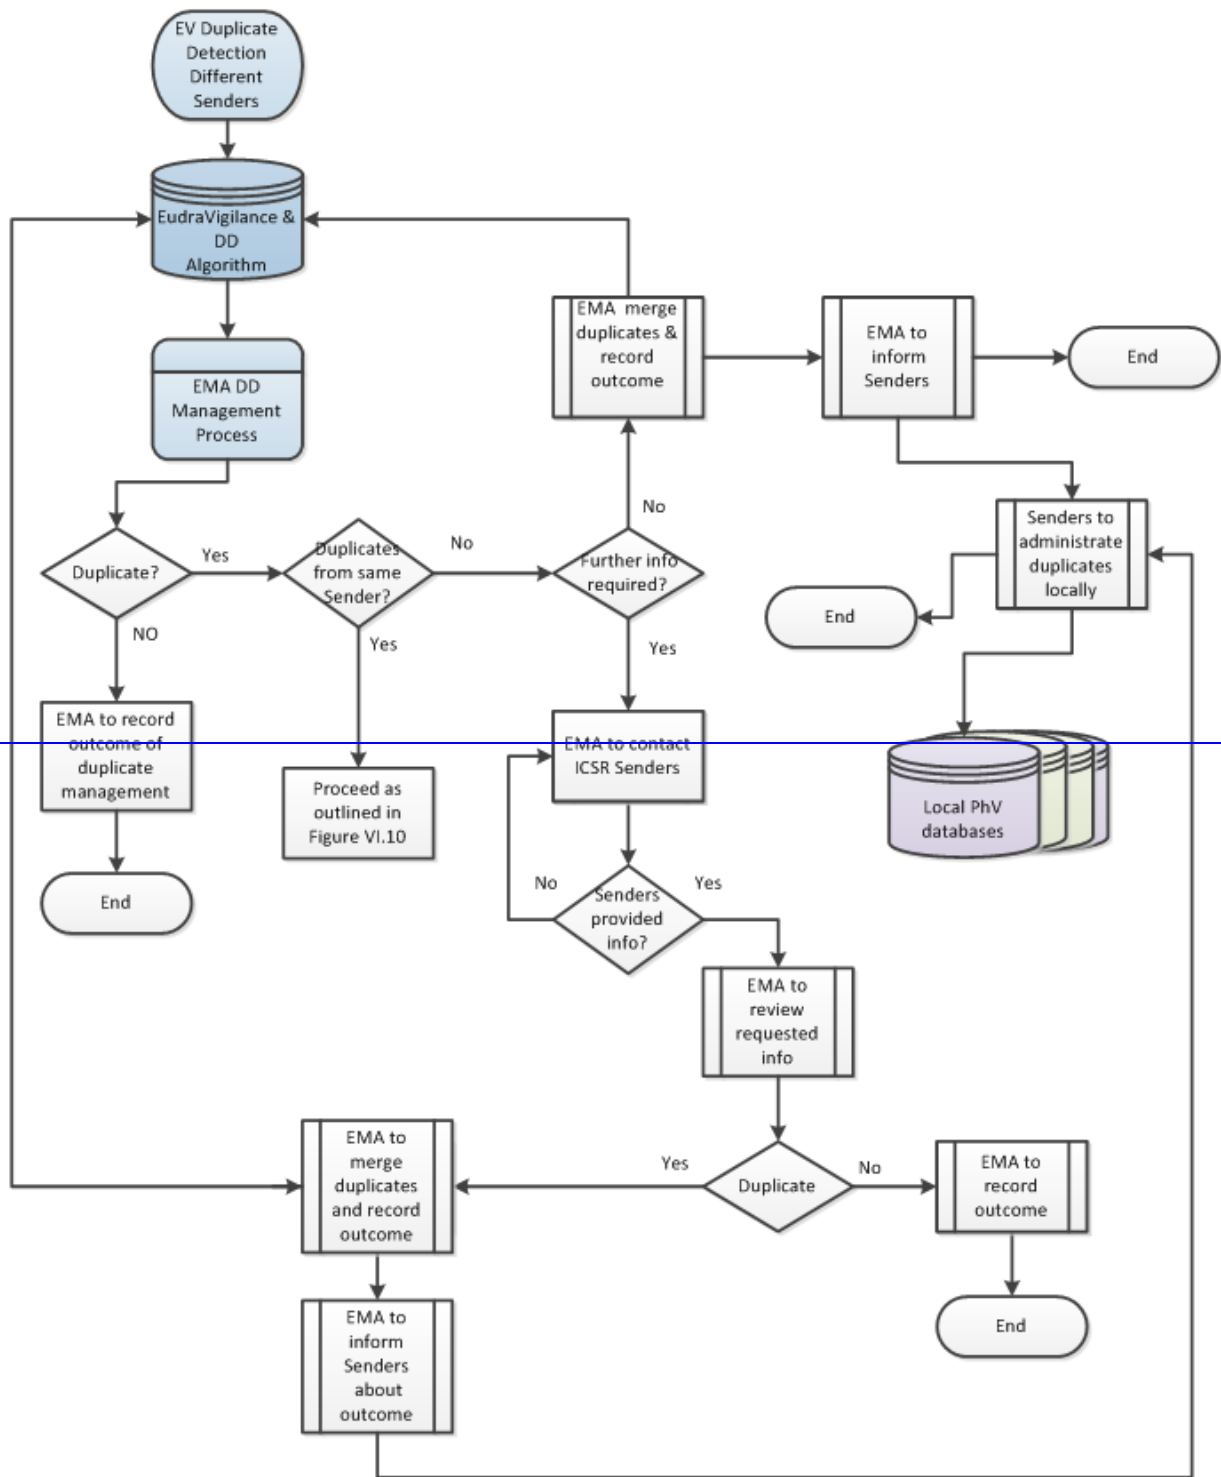 EV Duplicate
Detection
Different
Senders
EudraVigilance &
DD
Algorithm
EMA DD
Management
Process
EMA  merge
duplicates &
record
outcome
EMA to
inform
Senders
End
Duplicate?
Yes
NO
Duplicates
from same
Sender?
No
Yes
Further info
required?
No
Yes
Senders to
administrate
duplicates
locally
End
EMA to record
outcome of
duplicate
management
End
Proceed as
outlined in
Figure VI.10
EMA to contact
ICSR Senders
Local PhV
databases
No
Senders
provided
info?
Yes
EMA to
review
requested
info
EMA to
merge
duplicates
and record
outcome
Yes
Duplicate
No
EMA to
record
outcome
End
EMA to
inform
Senders
about
outcome